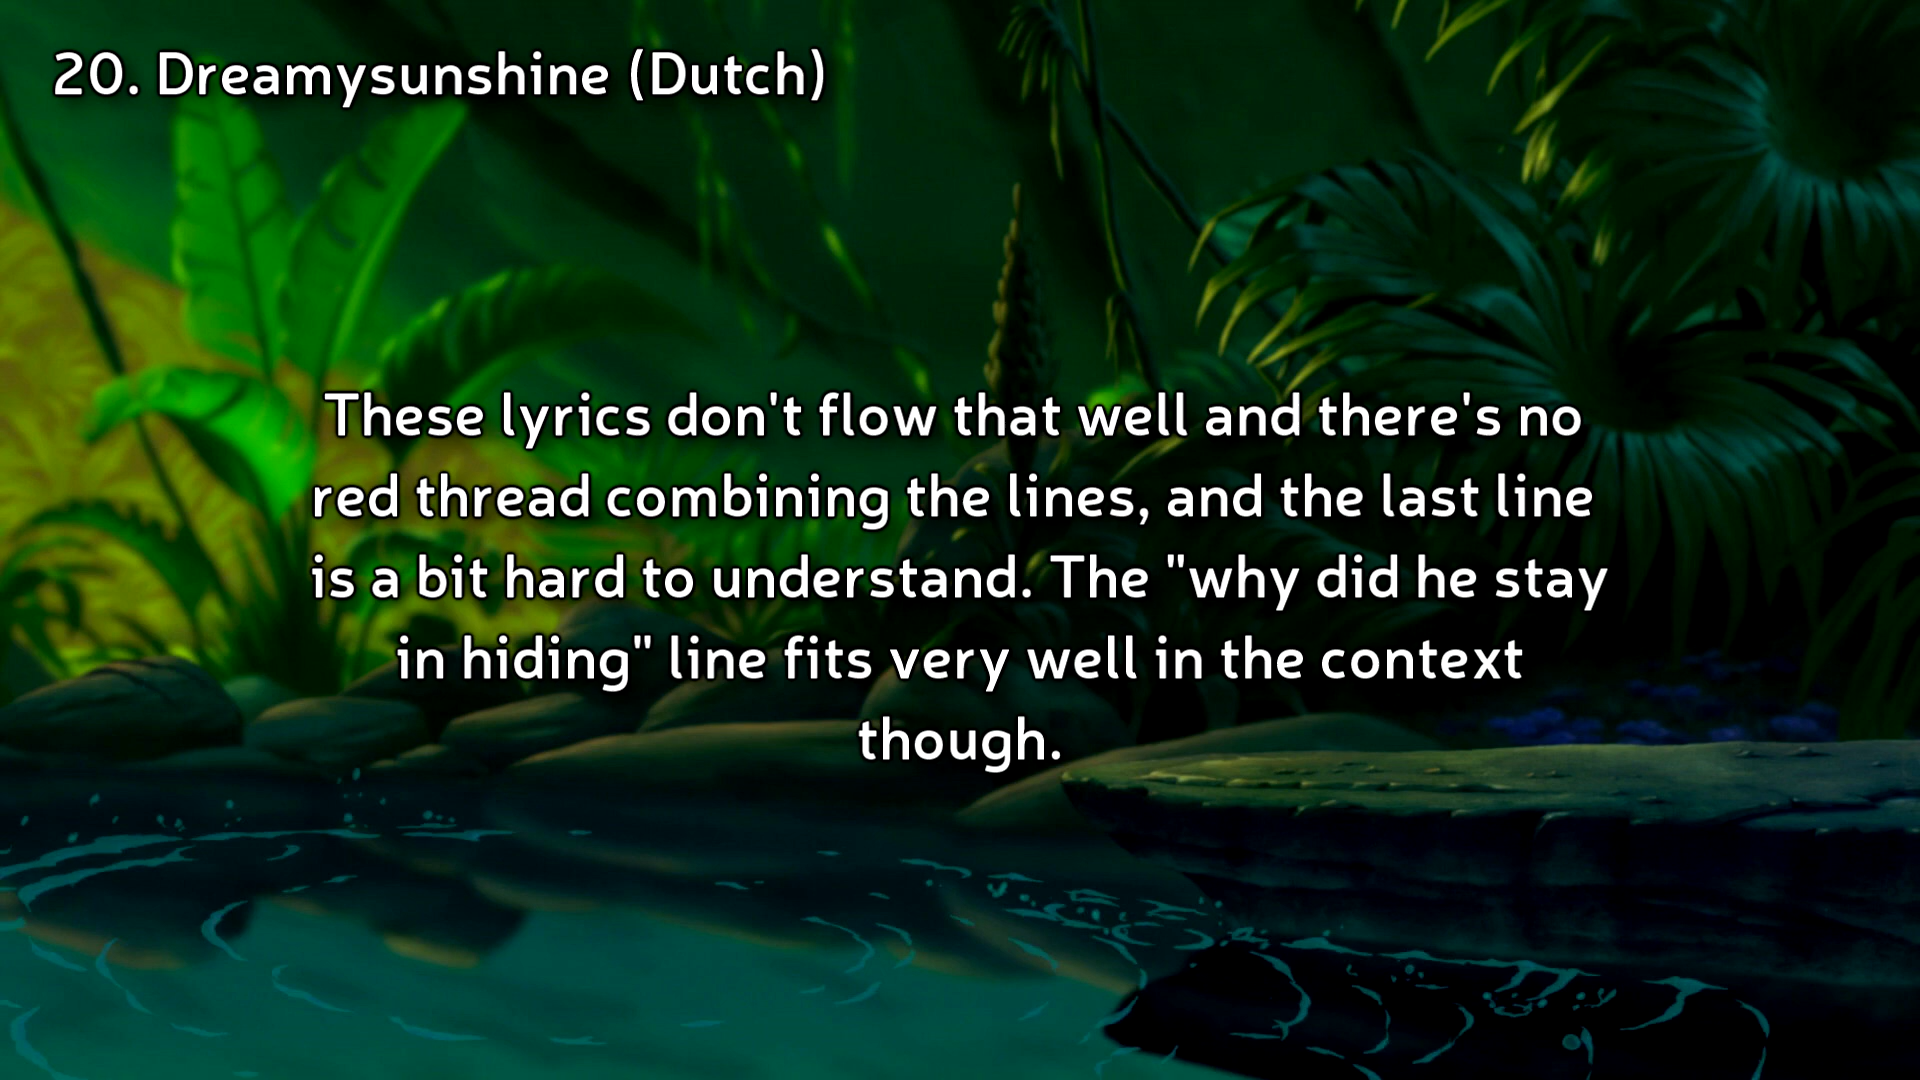 20. Dreamysunshine (Dutch)
These lyrics don't flow that well and there's no
red thread combining the lines, and the last line
is a bit hard to understand. The "why did he stay
in hiding" line fits very well in the context
though.